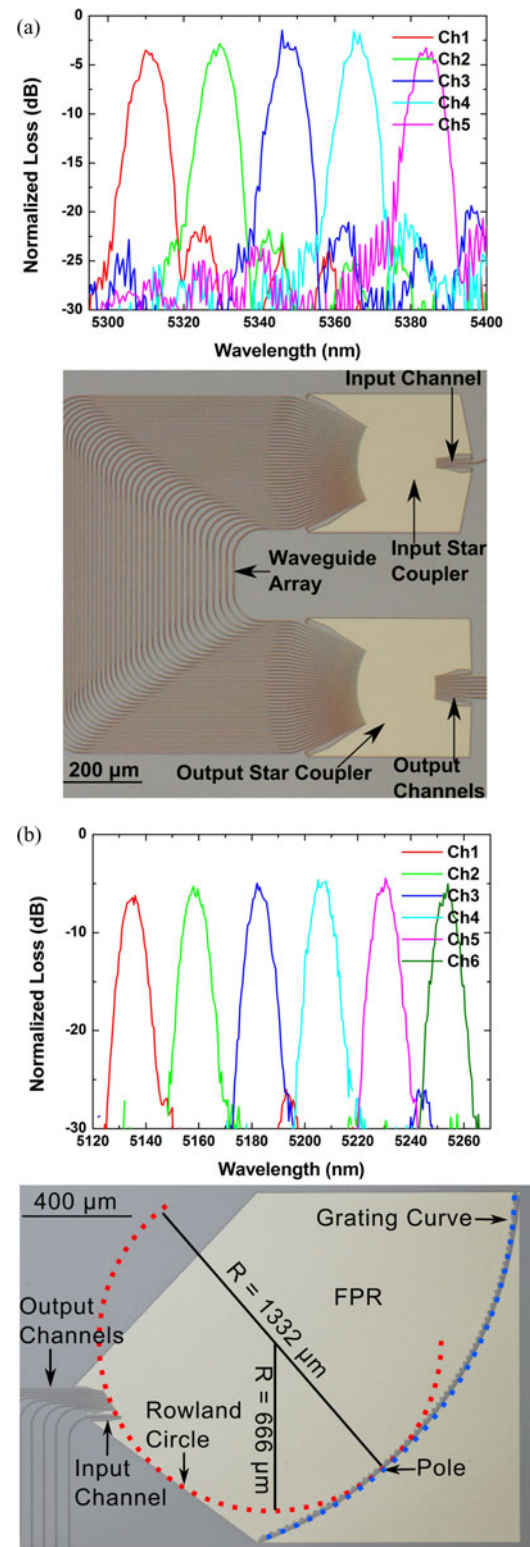 (a)
0
-5
-10
-15
-20
-25
-30
Normalized Loss (dB)
Ch1
Ch2
Ch3
Ch4
Ch5
5300 5320 5340 5360 5380 5400
Wavelength (nm)
Input Channel
Waveguide Array
Input Star Coupler
200 µm
Output Star Coupler
Output Channels
(b)
0
-10
-20
-30
Normalized Loss (dB)
Ch1
Ch2
Ch3
Ch4
Ch5
Ch6
5120 5140 5160 5180 5200 5220 5240 5260
Wavelength (nm)
400 µm
Grating Curve
FPR
R = 1332 µm
Output Channels
R = 666 µm
Rowland Circle
Input Channel
Pole